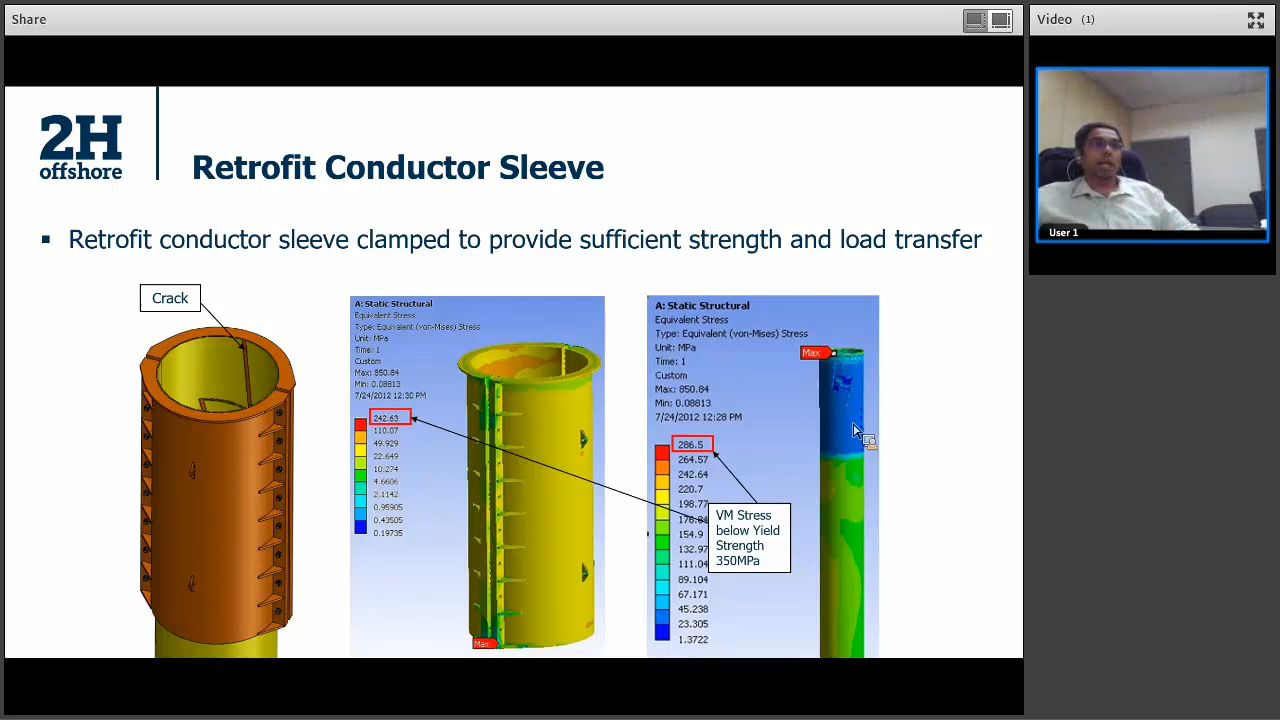 Share
Video (1)
User 1
2H
offshore
Retrofit Conductor Sleeve
▪ Retrofit conductor sleeve clamped to provide sufficient strength and load transfer
Crack
A: Static Structural
Equivalent Stress
Type: Equivalent (von-Mises) Stress
Unit: MPa
Time: 1
Custom
Max: 850.84
Min: 0.08813
7/24/2012 12:30 PM
242.63
110.07
49.929
22.649
10.274
4.6606
2.1142
0.95905
0.43505
0.19735
Max
A: Static Structural
Equivalent Stress
Type: Equivalent (von-Mises) Stress
Unit: MPa
Time: 1
Custom
Max: 850.84
Min: 0.08813
7/24/2012 12:28 PM
286.5
264.57
242.64
220.7
198.77
176.84
154.9
132.97
111.04
89.104
67.171
45.238
23.305
1.3722
Max
VM Stress
below Yield
Strength
350MPa